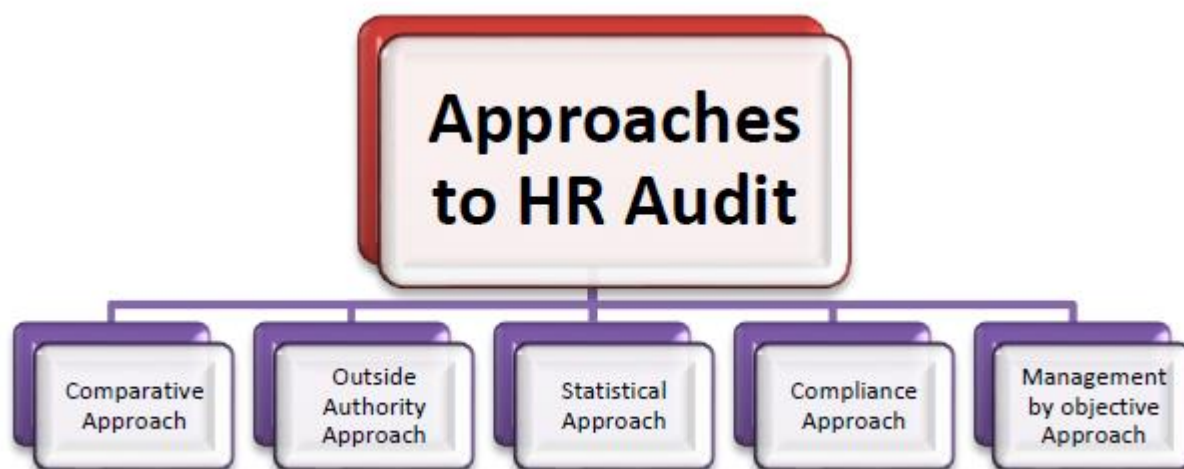 Approaches
to HR Audit
Comparative
Approach
Outside
Authority
Approach
Statistical
Approach
Compliance
Approach
Management
by objective
Approach